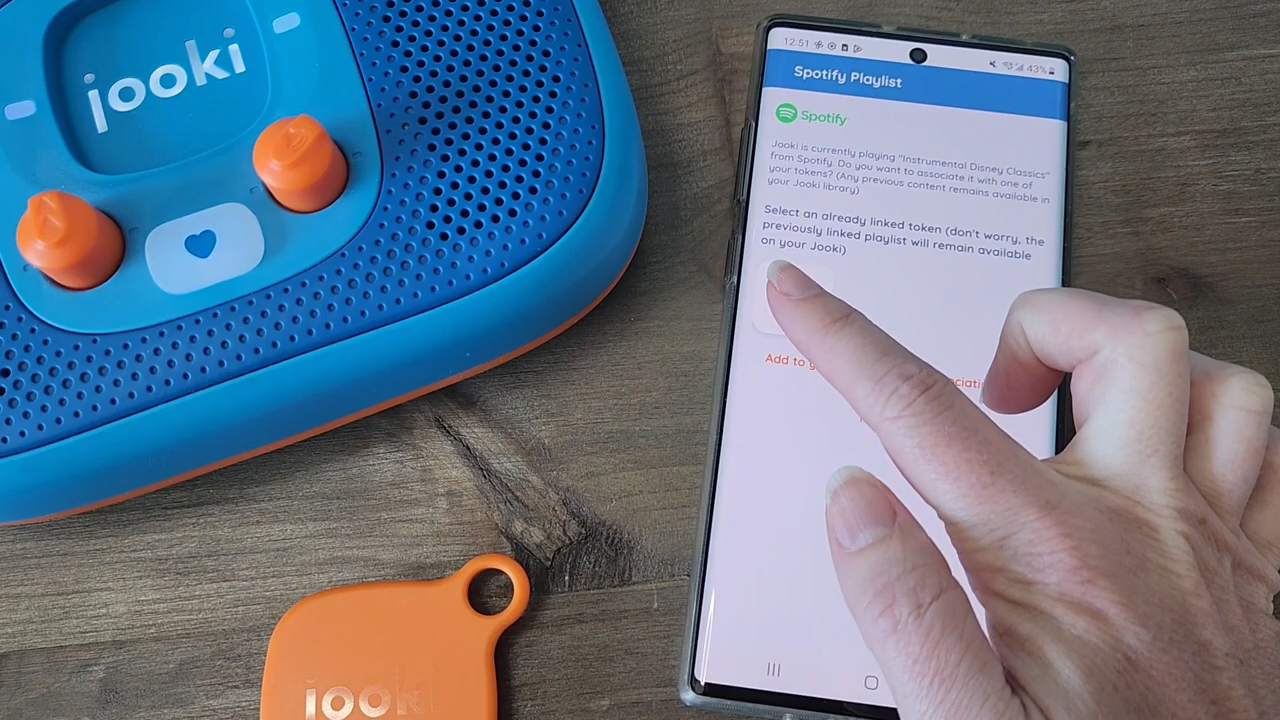 jooki
12:51
43%
Spotify Playlist
Spotify
Jooki is currently playing "Instrumental Disney Classics"
from Spotify. Do you want to associate it with one of
your tokens? (Any previous content remains available in
your Jooki library)
Select an already linked token (don't worry, the
previously linked playlist will remain available
on your Jooki)
Add to
jook